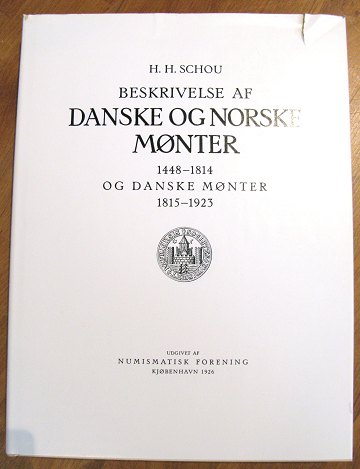 H. H. SCHOU
BESKRIVELSE AF
DANSKE OG NORSKE
MØNTER
1448–1814
OG DANSKE MØNTER
1815–1923
UDGIVET AF
NUMISMATISK FORENING
KJØBENHAVN 1926